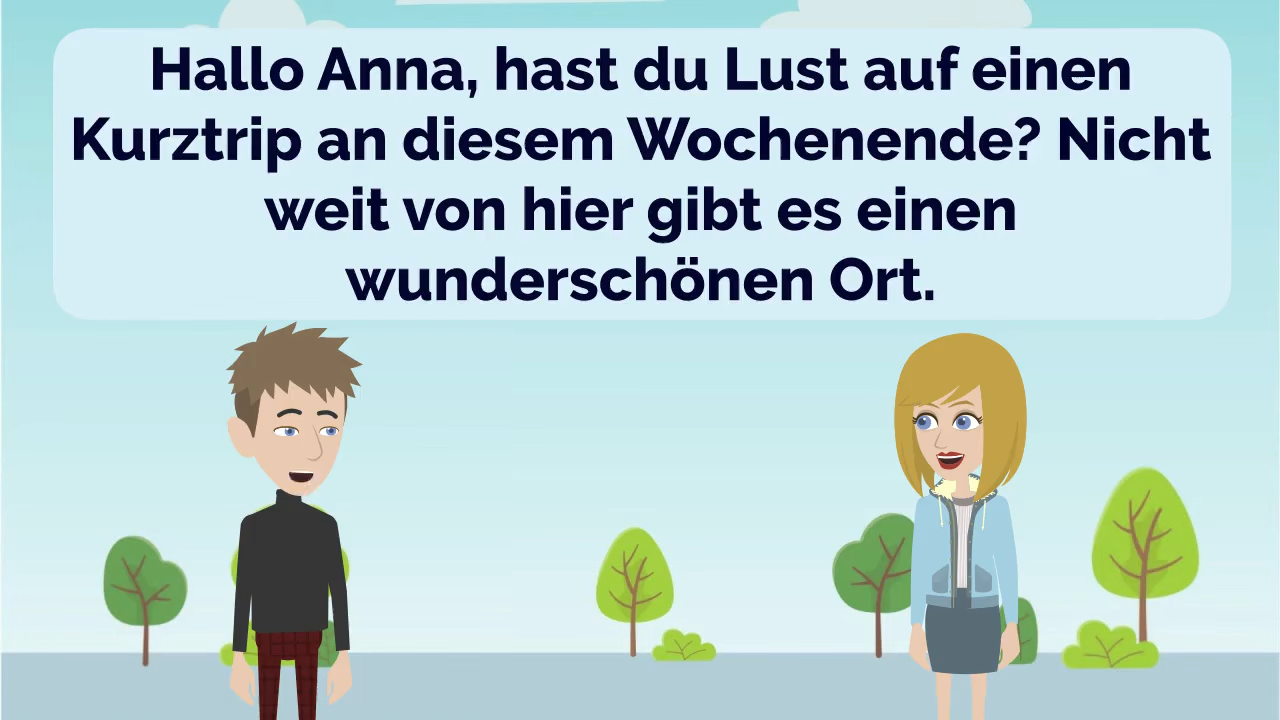 Hallo Anna, hast du Lust auf einen
Kurztrip an diesem Wochenende? Nicht
weit von hier gibt es einen
wunderschönen Ort.